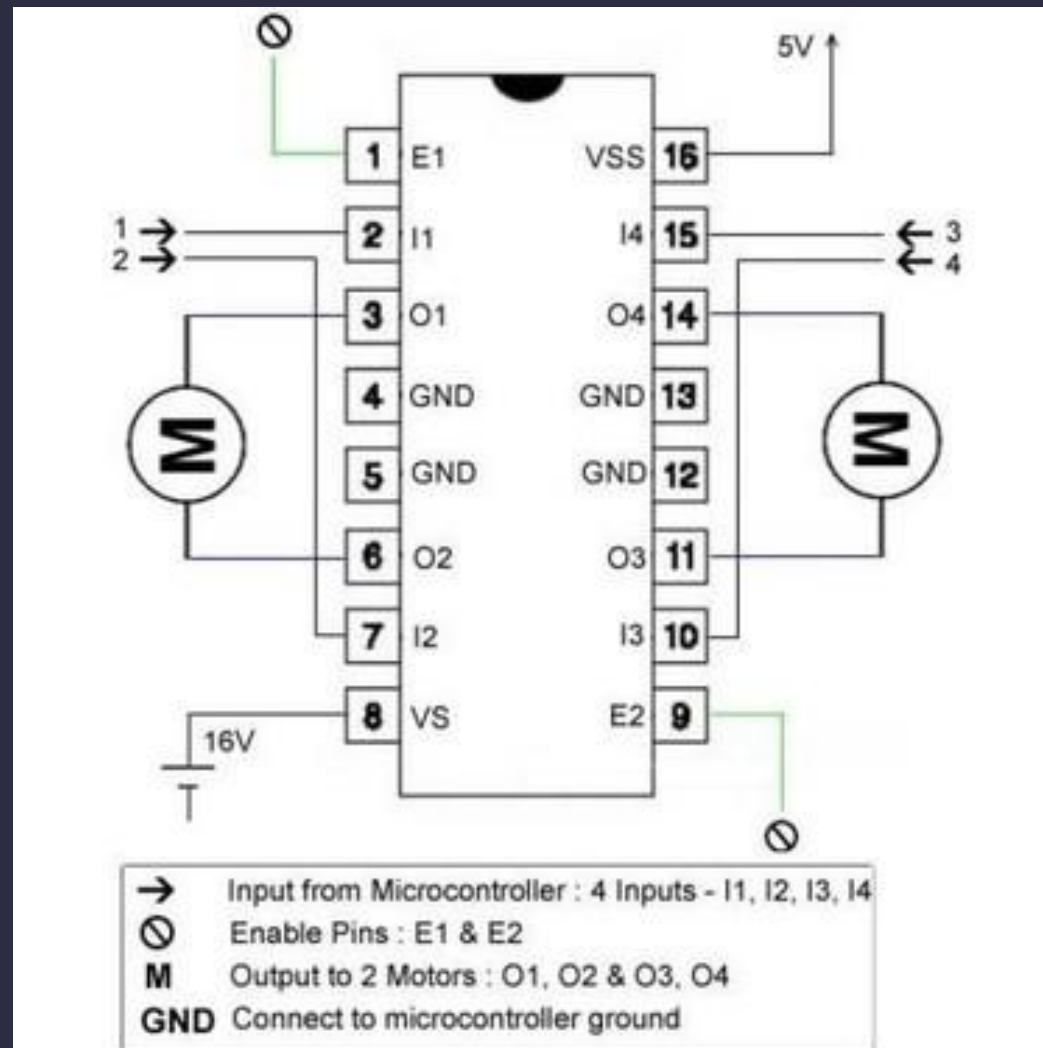 5V
1 E1 VSS 16
1 2 I1 I4 15 3
2 4
3 O1 O4 14
4 GND GND 13
M M
5 GND GND 12
6 O2 O3 11
7 I2 I3 10
8 VS E2 9
16V
Input from Microcontroller : 4 Inputs - I1, I2, I3, I4
Enable Pins : E1 & E2
M Output to 2 Motors : O1, O2 & O3, O4
GND Connect to microcontroller ground